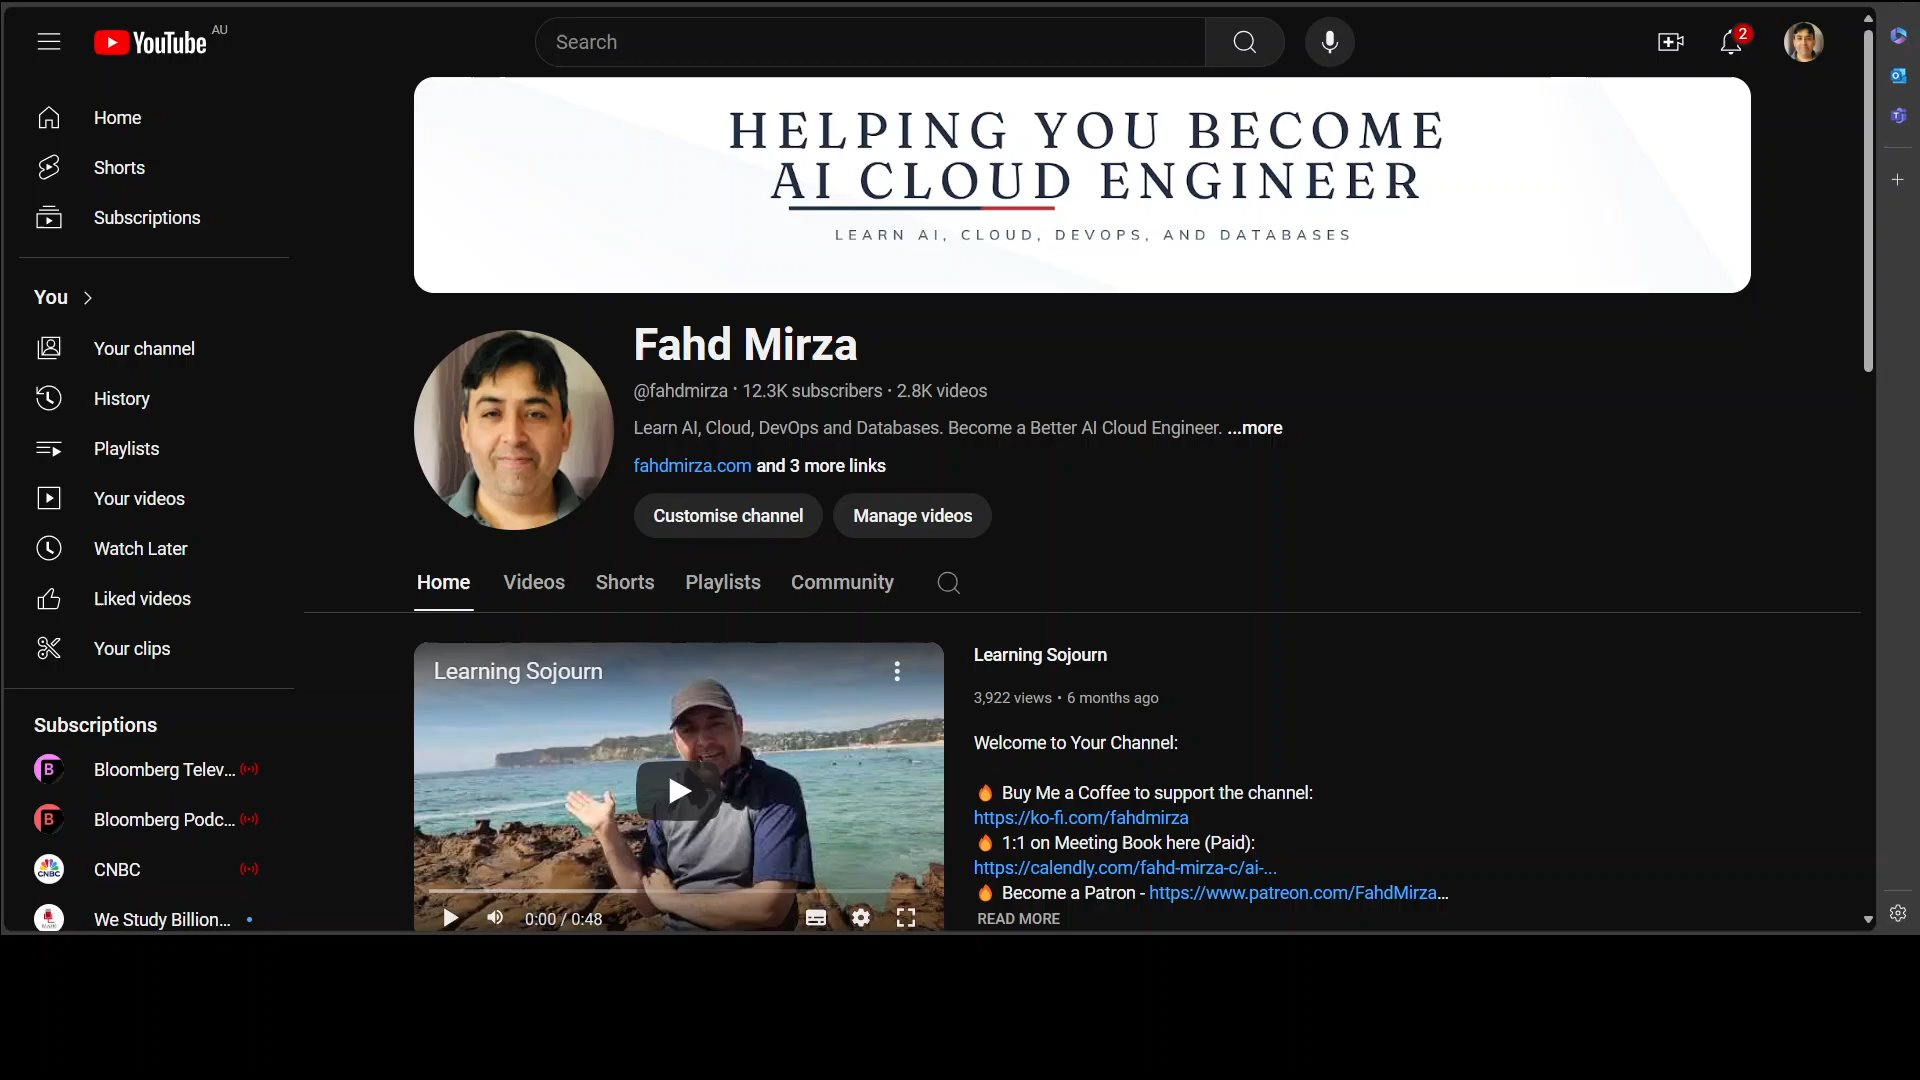 YouTube AU
Search
2
Home
Shorts
Subscriptions
You
Your channel
History
Playlists
Your videos
Watch Later
Liked videos
Your clips
Subscriptions
Bloomberg Telev...
Bloomberg Podc...
CNBC
We Study Billion...
HELPING YOU BECOME
AI CLOUD ENGINEER
LEARN AI, CLOUD, DEVOPS, AND DATABASES
Fahd Mirza
@fahdmirza · 12.3K subscribers · 2.8K videos
Learn AI, Cloud, DevOps and Databases. Become a Better AI Cloud Engineer. ...more
fahdmirza.com and 3 more links
Customise channel Manage videos
Home Videos Shorts Playlists Community
Learning Sojourn
0:00 / 0:48
Learning Sojourn
3,922 views • 6 months ago
Welcome to Your Channel:
🔥 Buy Me a Coffee to support the channel:
https://ko-fi.com/fahdmirza
🔥 1:1 on Meeting Book here (Paid):
https://calendly.com/fahd-mirza-c/ai-...
🔥 Become a Patron - https://www.patreon.com/FahdMirza...
READ MORE